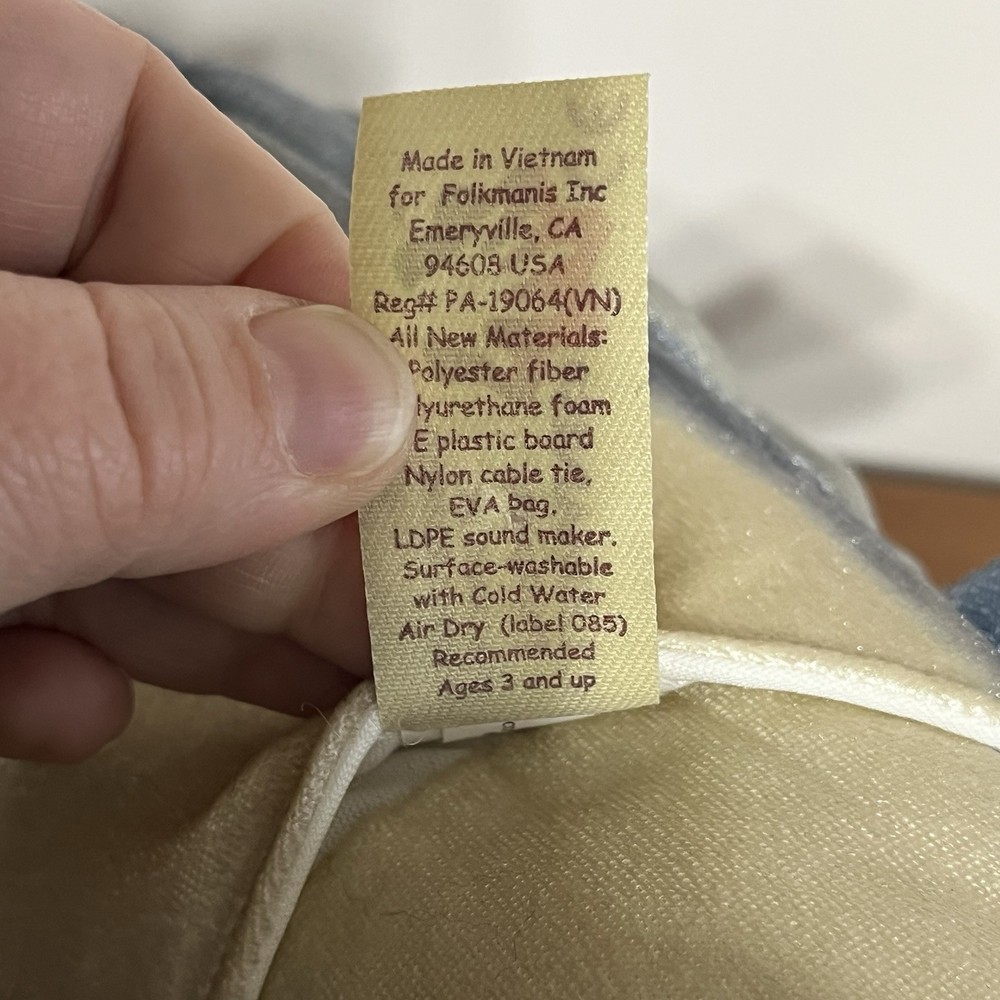 Made in Vietnam
for Folkmanis Inc
Emeryville, CA
94608 USA
Reg# PA-19064(VN)
All New Materials:
Polyester fiber
lyurethane foam
E plastic board
Nylon cable tie,
EVA bag,
LDPE sound maker.
Surface-washable
with Cold Water
Air Dry (label 085)
Recommended
Ages 3 and up